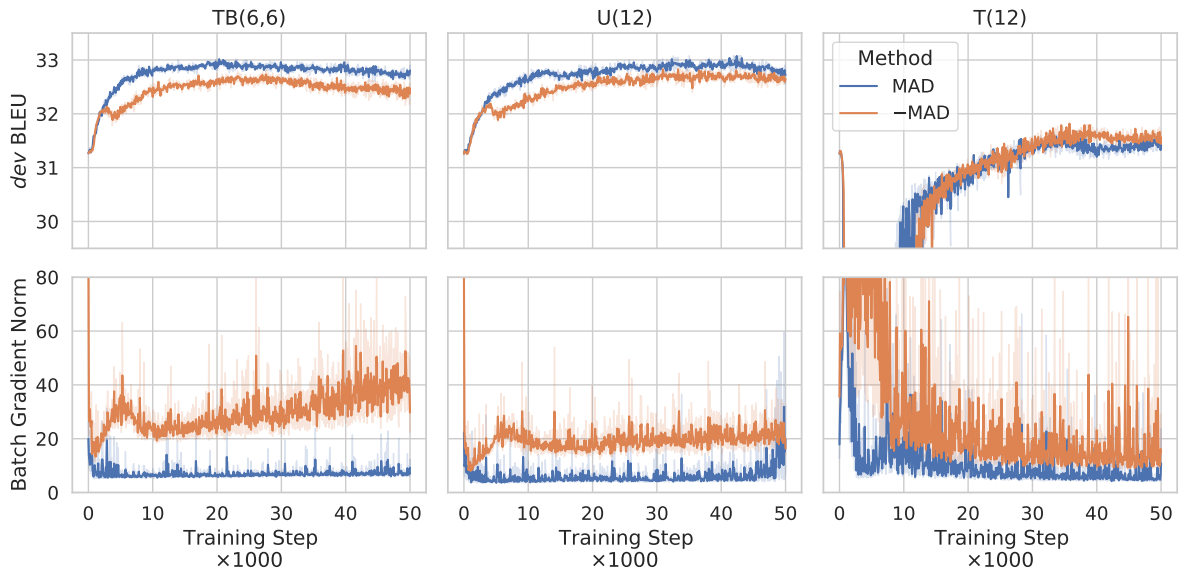 TB(6,6)
U(12)
T(12)
dev BLEU
33
32
31
30
Method
MAD
−MAD
Batch Gradient Norm
80
60
40
20
0
0 10 20 30 40 50
0 10 20 30 40 50
0 10 20 30 40 50
Training Step
×1000
Training Step
×1000
Training Step
×1000